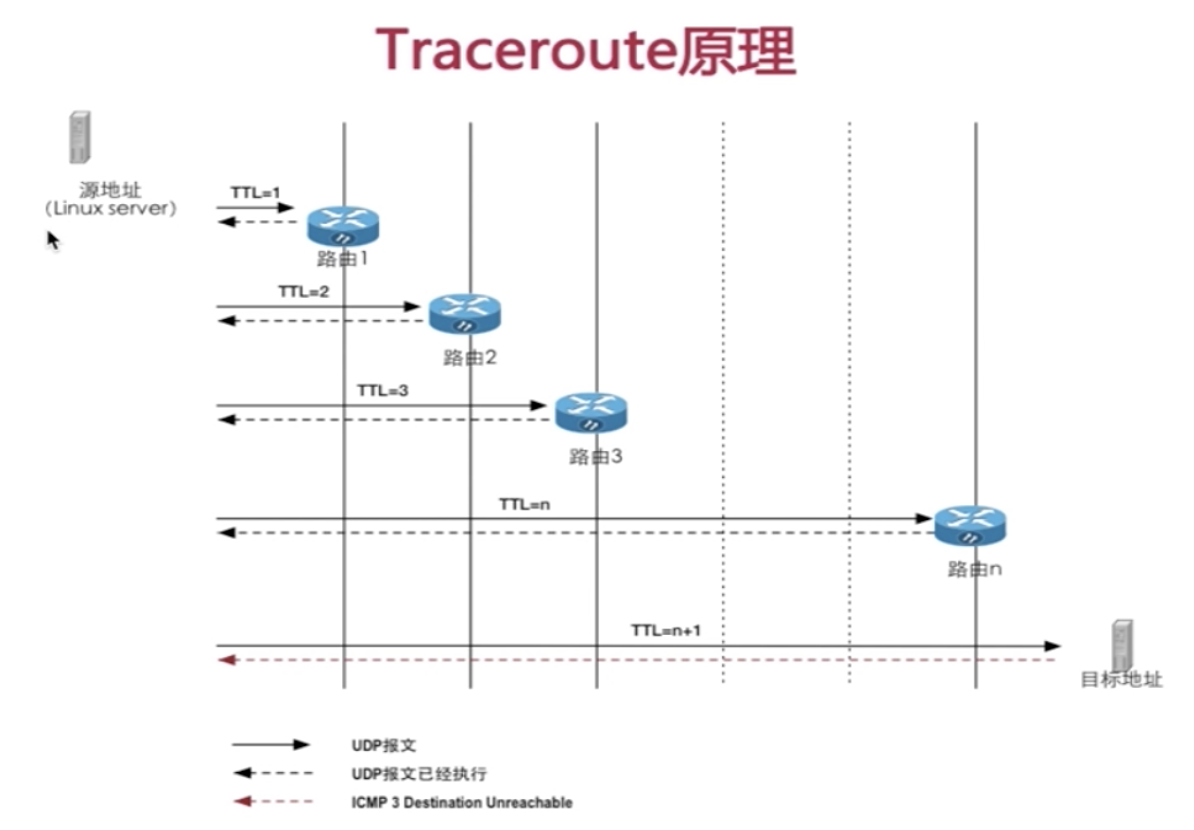 Traceroute原理
源地址
(Linux server)
TTL=1
路由1
TTL=2
路由2
TTL=3
路由3
TTL=n
路由n
TTL=n+1
目标地址
UDP报文
UDP报文已经执行
ICMP 3 Destination Unreachable